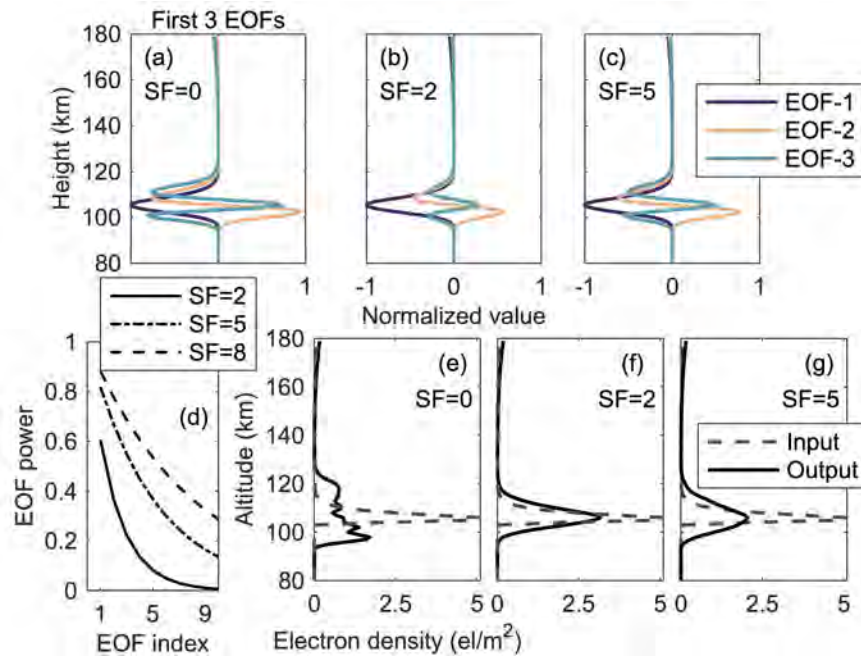 First 3 EOFs
(a)
SF=0
(b)
SF=2
(c)
SF=5
EOF-1
EOF-2
EOF-3
Height (km)
180
160
140
120
100
80
1
-1
0
1
-1
0
1
Normalized value
SF=2
SF=5
SF=8
(d)
EOF power
1
0.8
0.6
0.4
0.2
0
1
5
9
EOF index
(e)
SF=0
(f)
SF=2
(g)
SF=5
Input
Output
Altitude (km)
180
160
140
120
100
80
0
2.5
5
0
2.5
5
0
2.5
5
Electron density (el/m²)